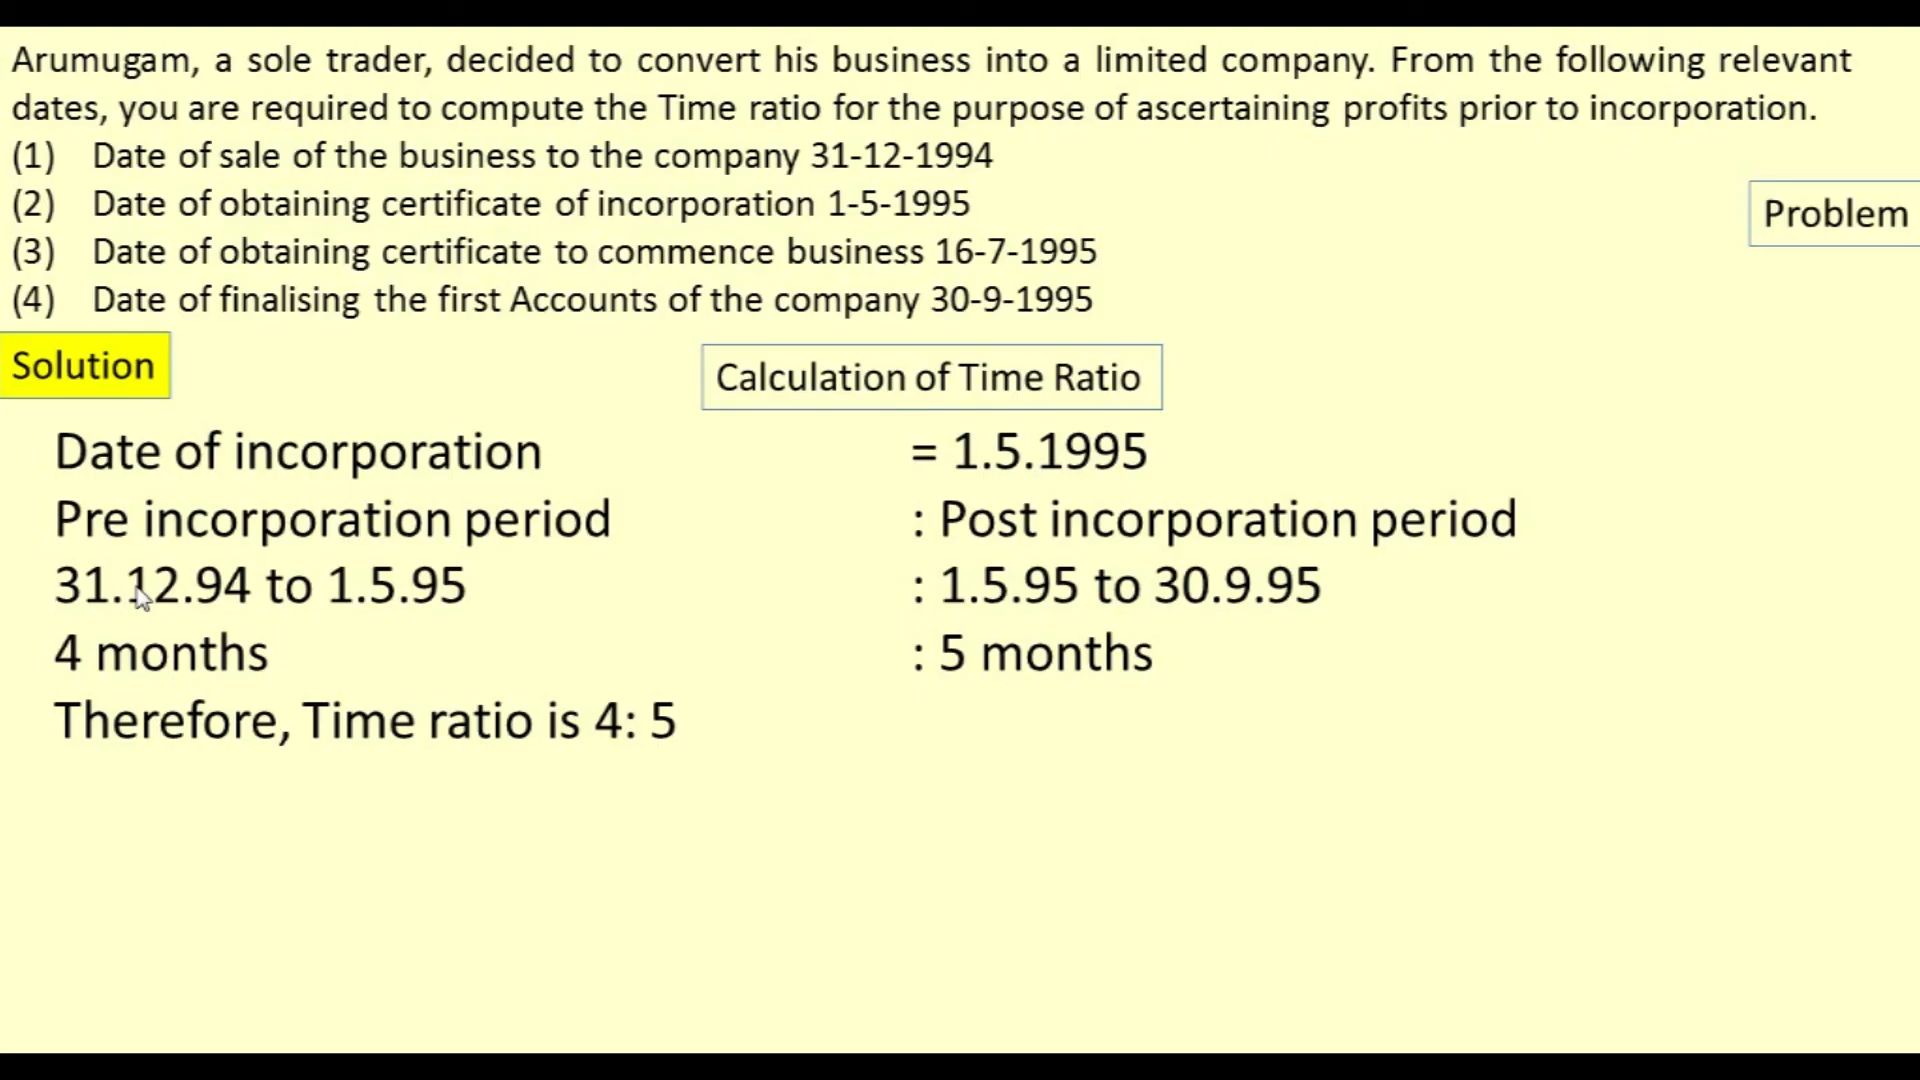 Arumugam, a sole trader, decided to convert his business into a limited company. From the following relevant
dates, you are required to compute the Time ratio for the purpose of ascertaining profits prior to incorporation.
(1) Date of sale of the business to the company 31-12-1994
(2) Date of obtaining certificate of incorporation 1-5-1995
Problem
(3) Date of obtaining certificate to commence business 16-7-1995
(4) Date of finalising the first Accounts of the company 30-9-1995
Solution
Calculation of Time Ratio
Date of incorporation = 1.5.1995
Pre incorporation period : Post incorporation period
31.12.94 to 1.5.95 : 1.5.95 to 30.9.95
4 months : 5 months
Therefore, Time ratio is 4: 5